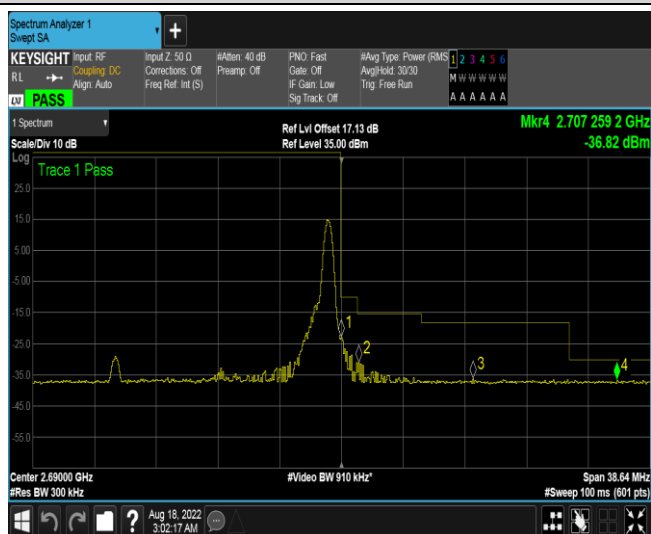 Spectrum Analyzer 1
Swept SA
+
KEYSIGHT Input: RF Input Z: 50 Ω #Atten: 40 dB PNO: Fast #Avg Type: Power (RMS 1 2 3 4 5 6
RL Coupling: DC Corrections: Off Preamp: Off Gate: Off Avg|Hold: 30/30 M W W W W W
Align: Auto Freq Ref: Int (S) IF Gain: Low Trig: Free Run
LXI PASS Sig Track: Off A A A A A A
1 Spectrum Ref Lvl Offset 17.13 dB Mkr4 2.707 259 2 GHz
Scale/Div 10 dB Ref Level 35.00 dBm -36.82 dBm
Log
Trace 1 Pass
25.0
15.0
5.00
-5.00
-15.0
1
-25.0
2
3
4
-35.0
-45.0
-55.0
Center 2.69000 GHz #Video BW 910 kHz* Span 38.64 MHz
#Res BW 300 kHz #Sweep 100 ms (601 pts)
? Aug 18, 2022
3:02:17 AM